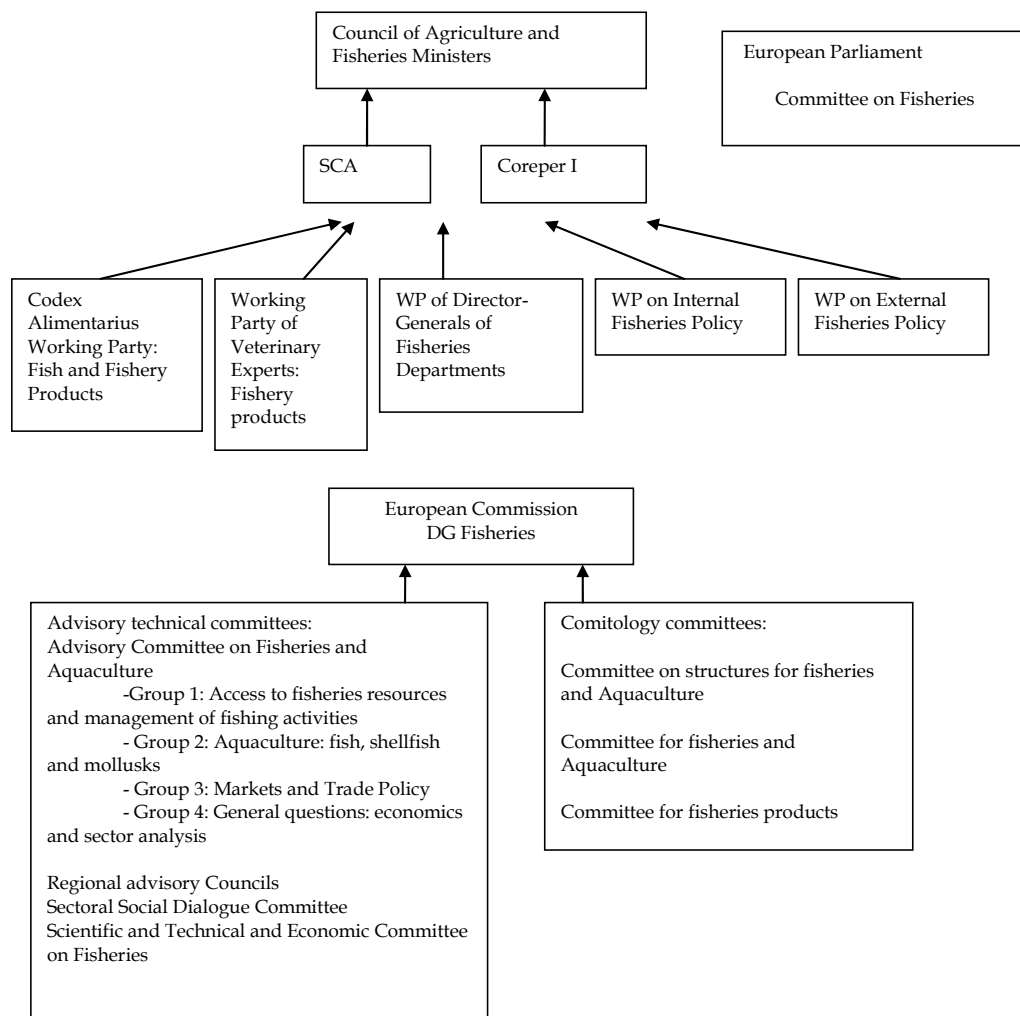 Council of Agriculture and
Fisheries Ministers
European Parliament
Committee on Fisheries
SCA
Coreper I
Codex
Alimentarius
Working Party:
Fish and Fishery
Products
Working
Party of
Veterinary
Experts:
Fishery
products
WP of Director-
Generals of
Fisheries
Departments
WP on Internal
Fisheries Policy
WP on External
Fisheries Policy
European Commission
DG Fisheries
Advisory technical committees:
Advisory Committee on Fisheries and
Aquaculture
-Group 1: Access to fisheries resources
and management of fishing activities
- Group 2: Aquaculture: fish, shellfish
and mollusks
- Group 3: Markets and Trade Policy
- Group 4: General questions: economics
and sector analysis
Regional advisory Councils
Sectoral Social Dialogue Committee
Scientific and Technical and Economic Committee
on Fisheries
Comitology committees:
Committee on structures for fisheries
and Aquaculture
Committee for fisheries and
Aquaculture
Committee for fisheries products